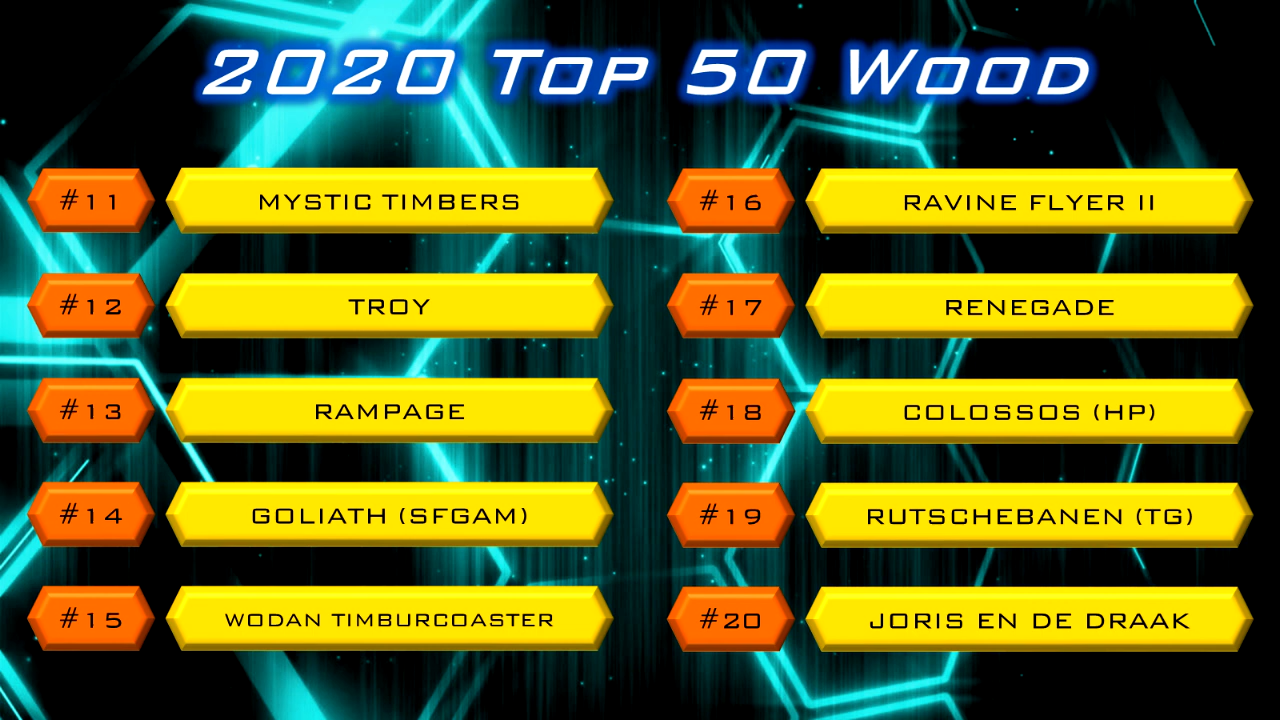 2020 Top 50 Wood
#11 MYSTIC TIMBERS
#12 TROY
#13 RAMPAGE
#14 GOLIATH (SFGAM)
#15 WODAN TIMBURCOASTER
#16 RAVINE FLYER II
#17 RENEGADE
#18 COLOSSOS (HP)
#19 RUTSCHEBANEN (TG)
#20 JORIS EN DE DRAAK